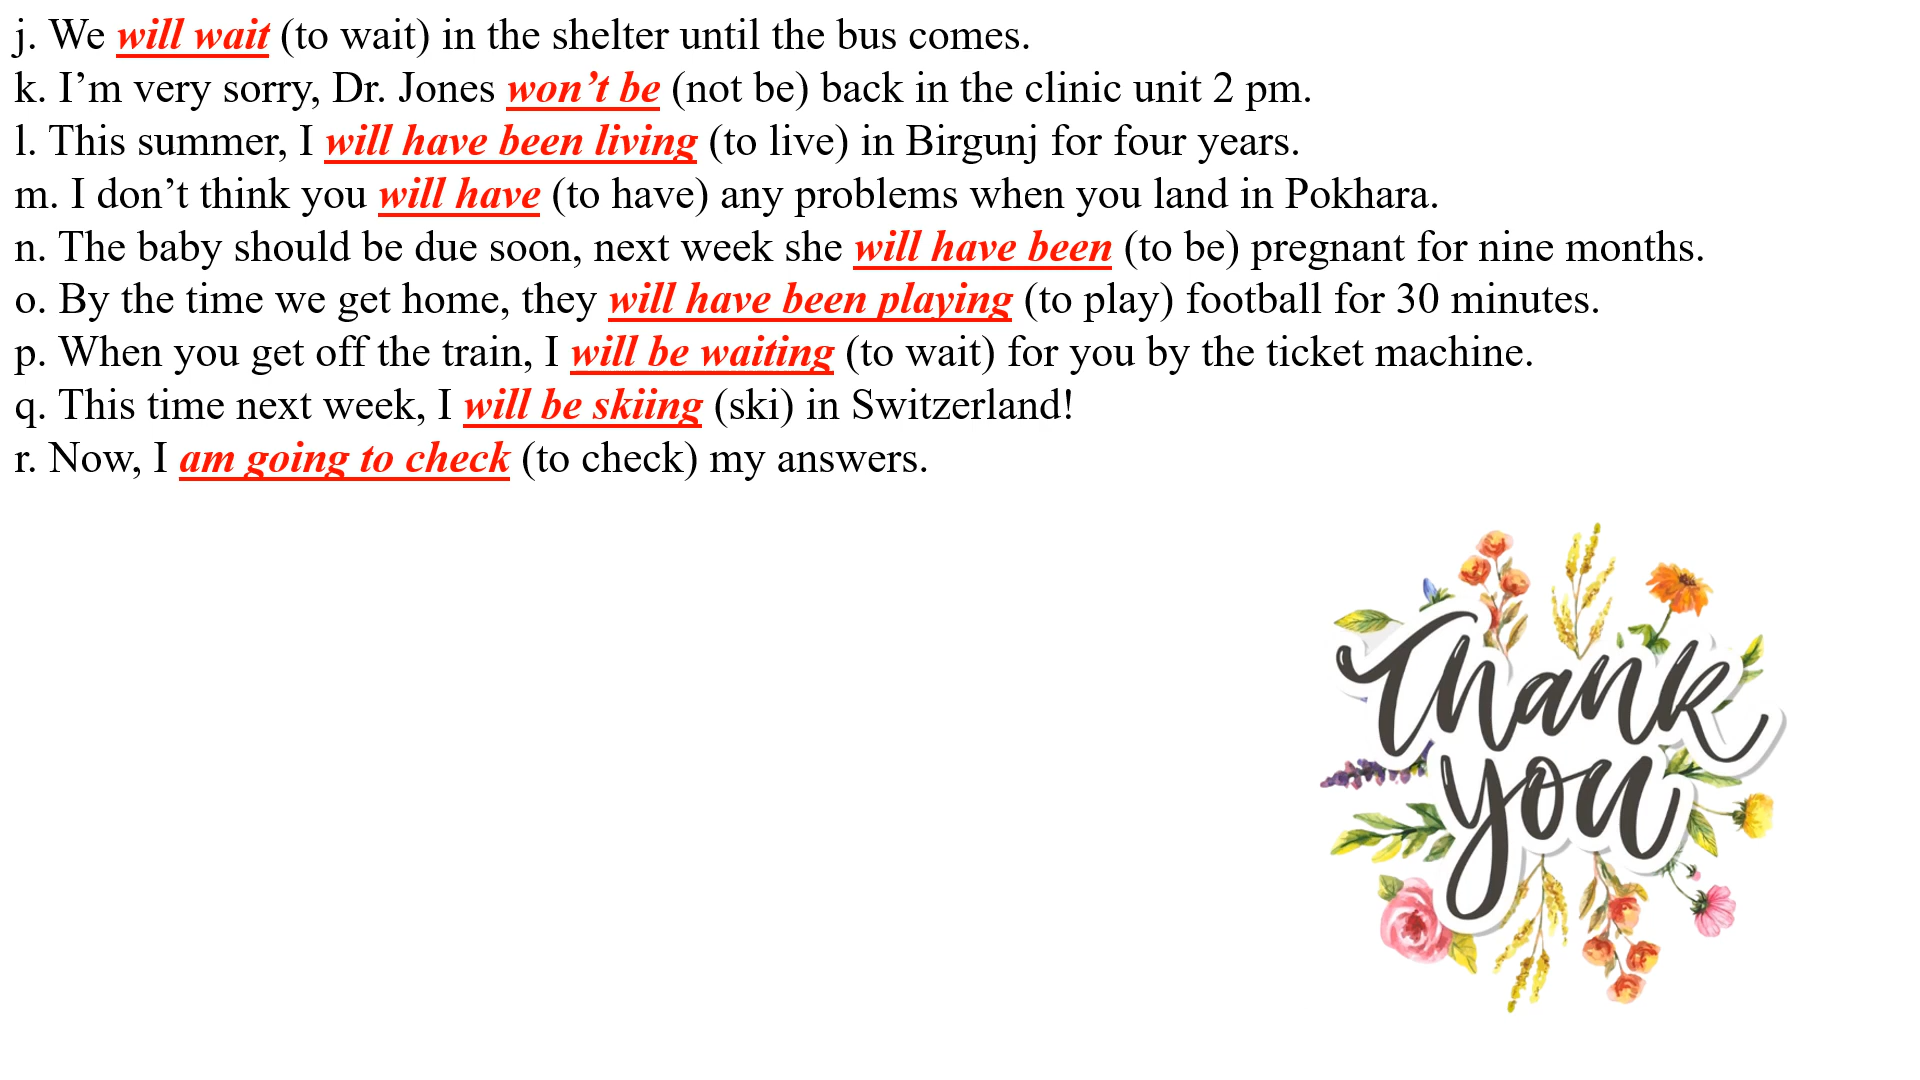 j. We will wait (to wait) in the shelter until the bus comes.
k. I’m very sorry, Dr. Jones won’t be (not be) back in the clinic unit 2 pm.
l. This summer, I will have been living (to live) in Birgunj for four years.
m. I don’t think you will have (to have) any problems when you land in Pokhara.
n. The baby should be due soon, next week she will have been (to be) pregnant for nine months.
o. By the time we get home, they will have been playing (to play) football for 30 minutes.
p. When you get off the train, I will be waiting (to wait) for you by the ticket machine.
q. This time next week, I will be skiing (ski) in Switzerland!
r. Now, I am going to check (to check) my answers.
Thank
you